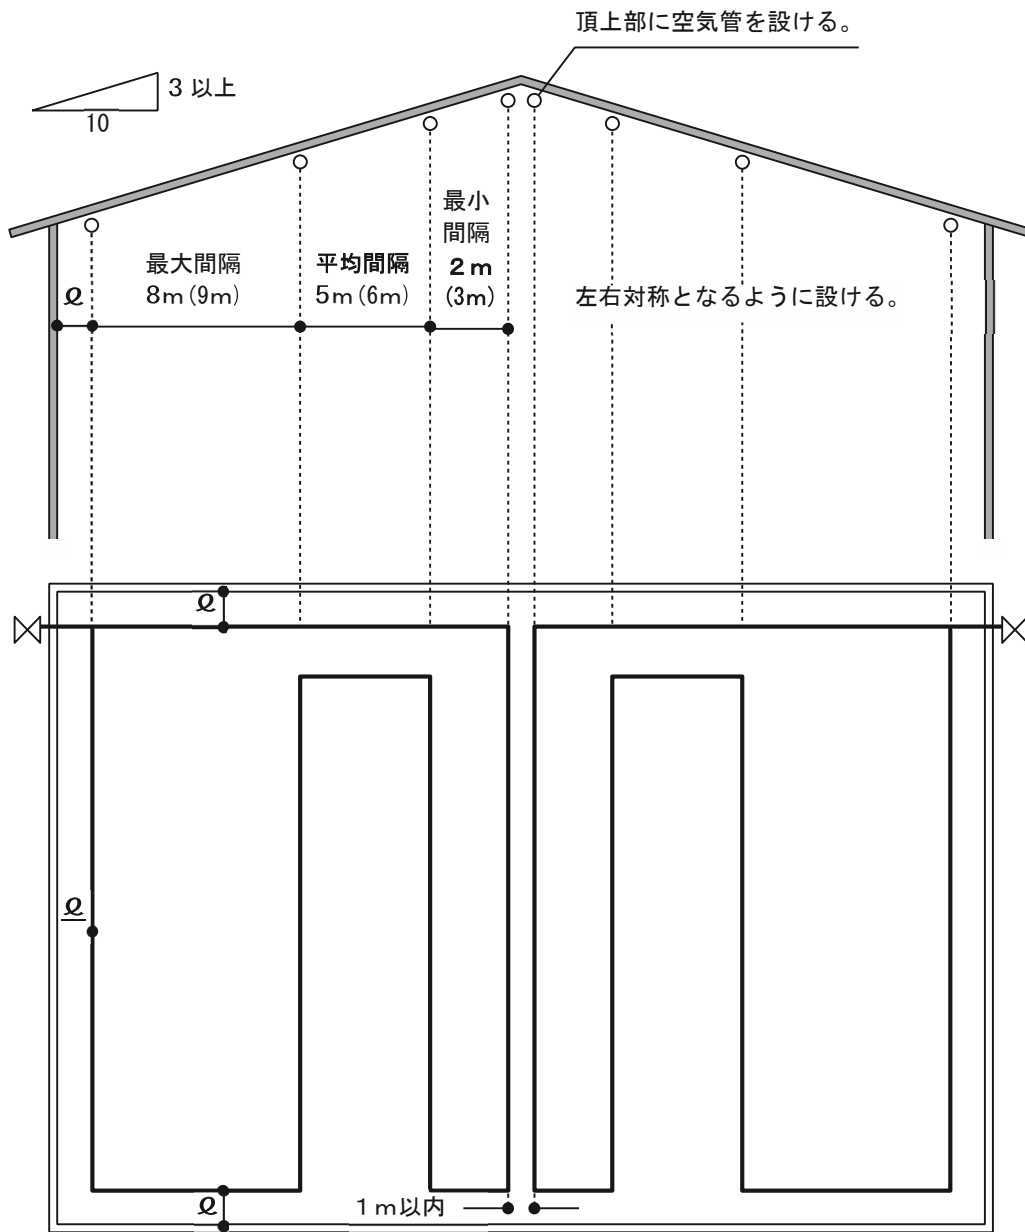 頂上部に空気管を設ける。
3 以上
10
最小
間隔
2ｍ
(3m)
最大間隔
8ｍ(9m)
平均間隔
5ｍ(6m)
ℓ
左右対称となるように設ける。
ℓ
ℓ
ℓ
1ｍ以内